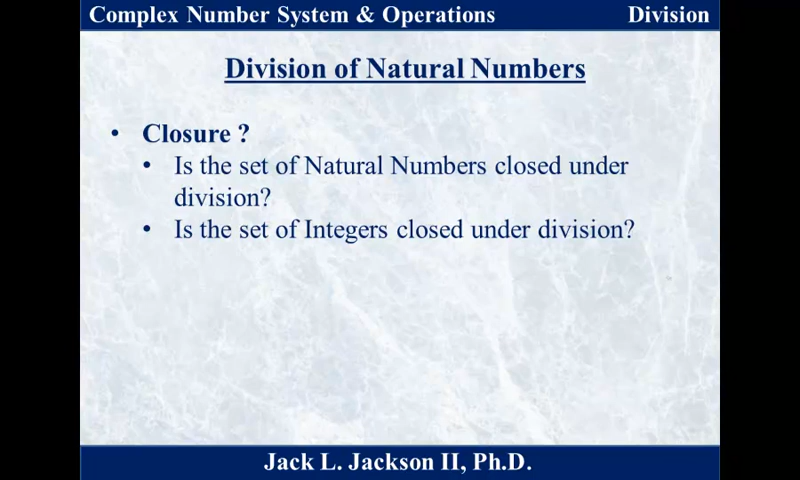 Complex Number System & Operations Division
Division of Natural Numbers
• Closure ?
• Is the set of Natural Numbers closed under
division?
• Is the set of Integers closed under division?
Jack L. Jackson II, Ph.D.